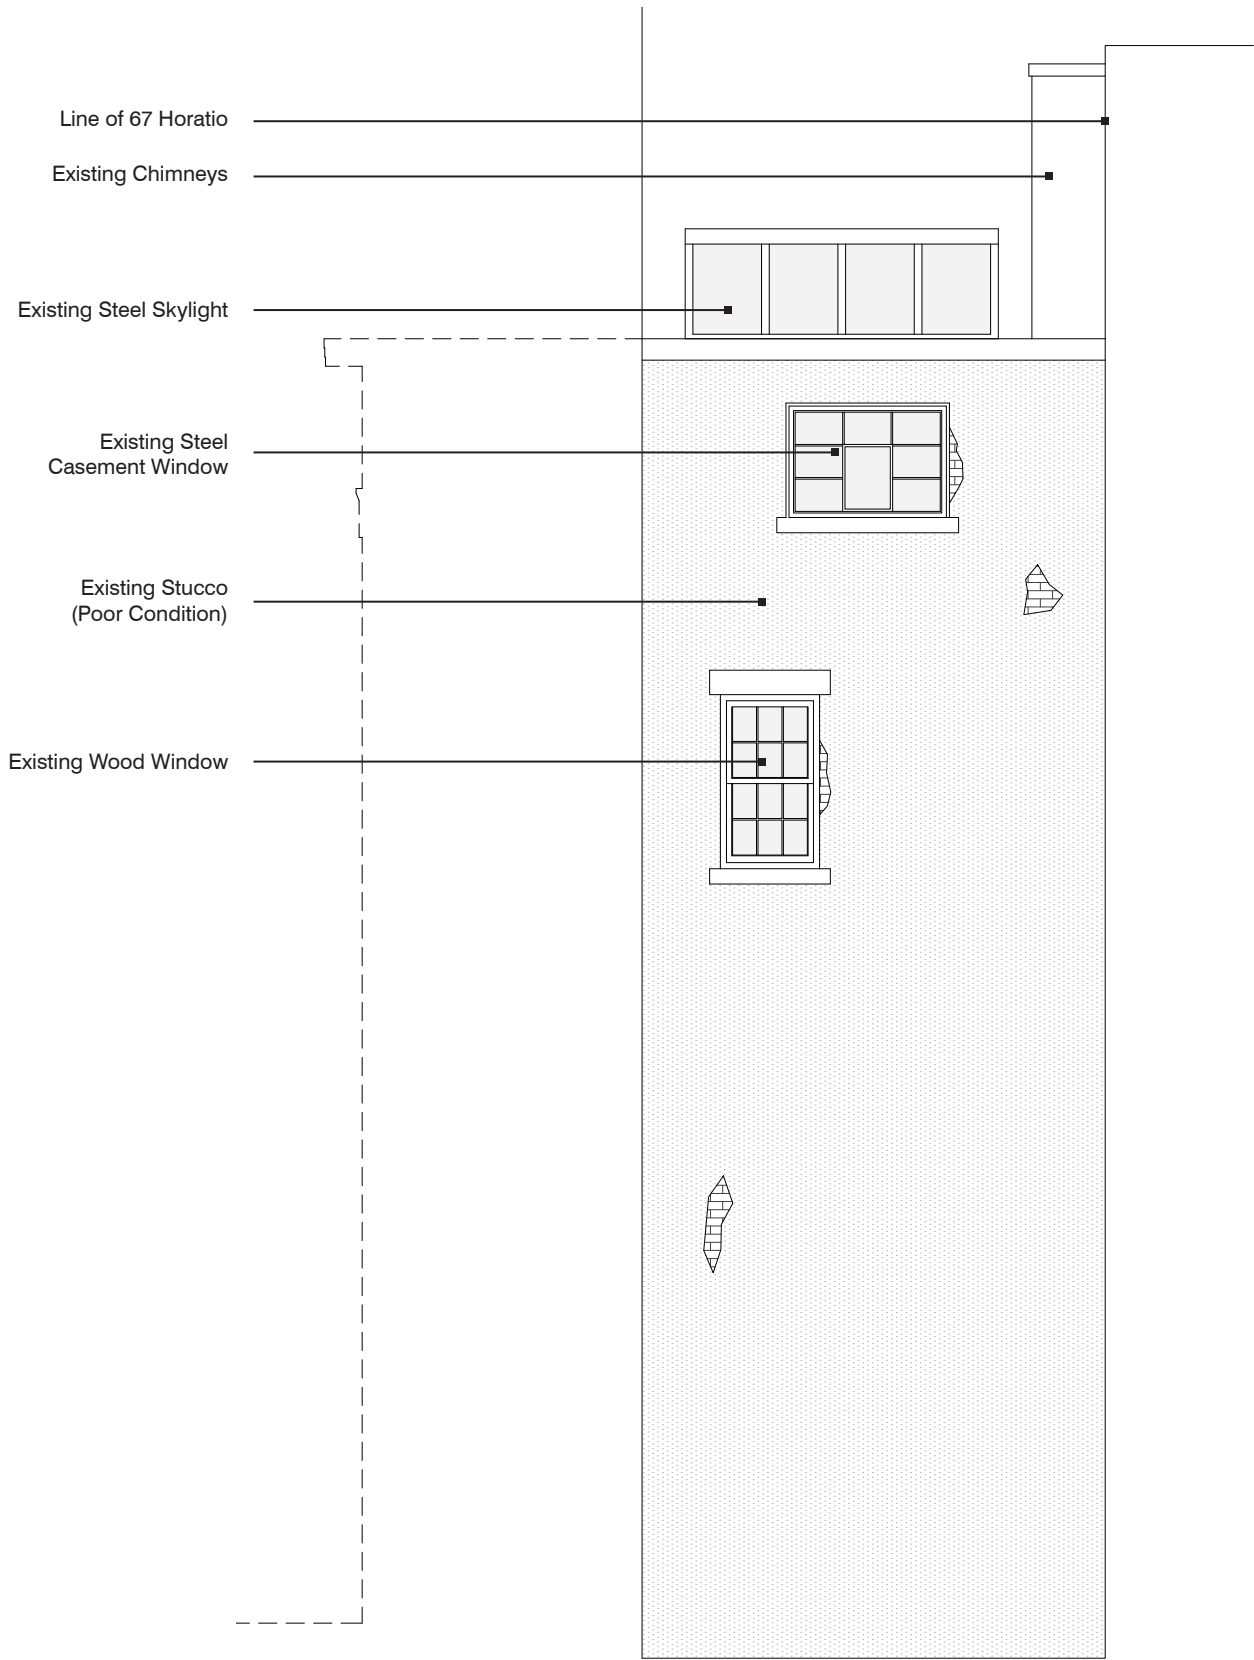 Line of 67 Horatio
Existing Chimneys
Existing Steel Skylight
Existing Steel
Casement Window
Existing Stucco
(Poor Condition)
Existing Wood Window